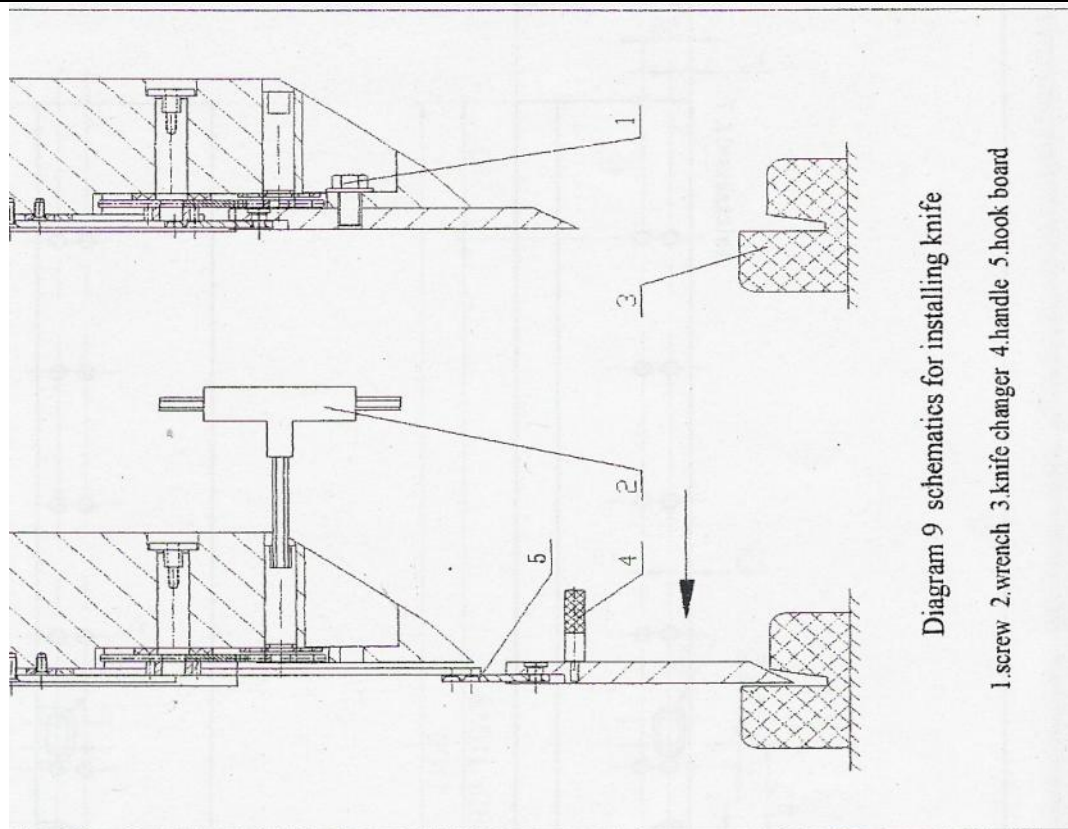 1
3
2
4
5
Diagram 9 schematics for installing knife
1.screw 2.wrench 3.knife changer 4.handle 5.hook board